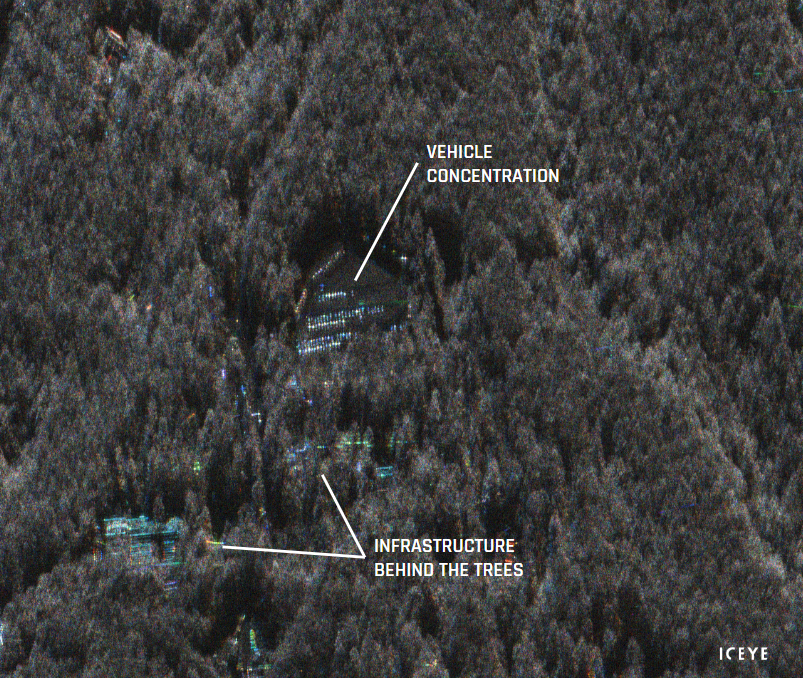 VEHICLE
CONCENTRATION
INFRASTRUCTURE
BEHIND THE TREES
ICEYE